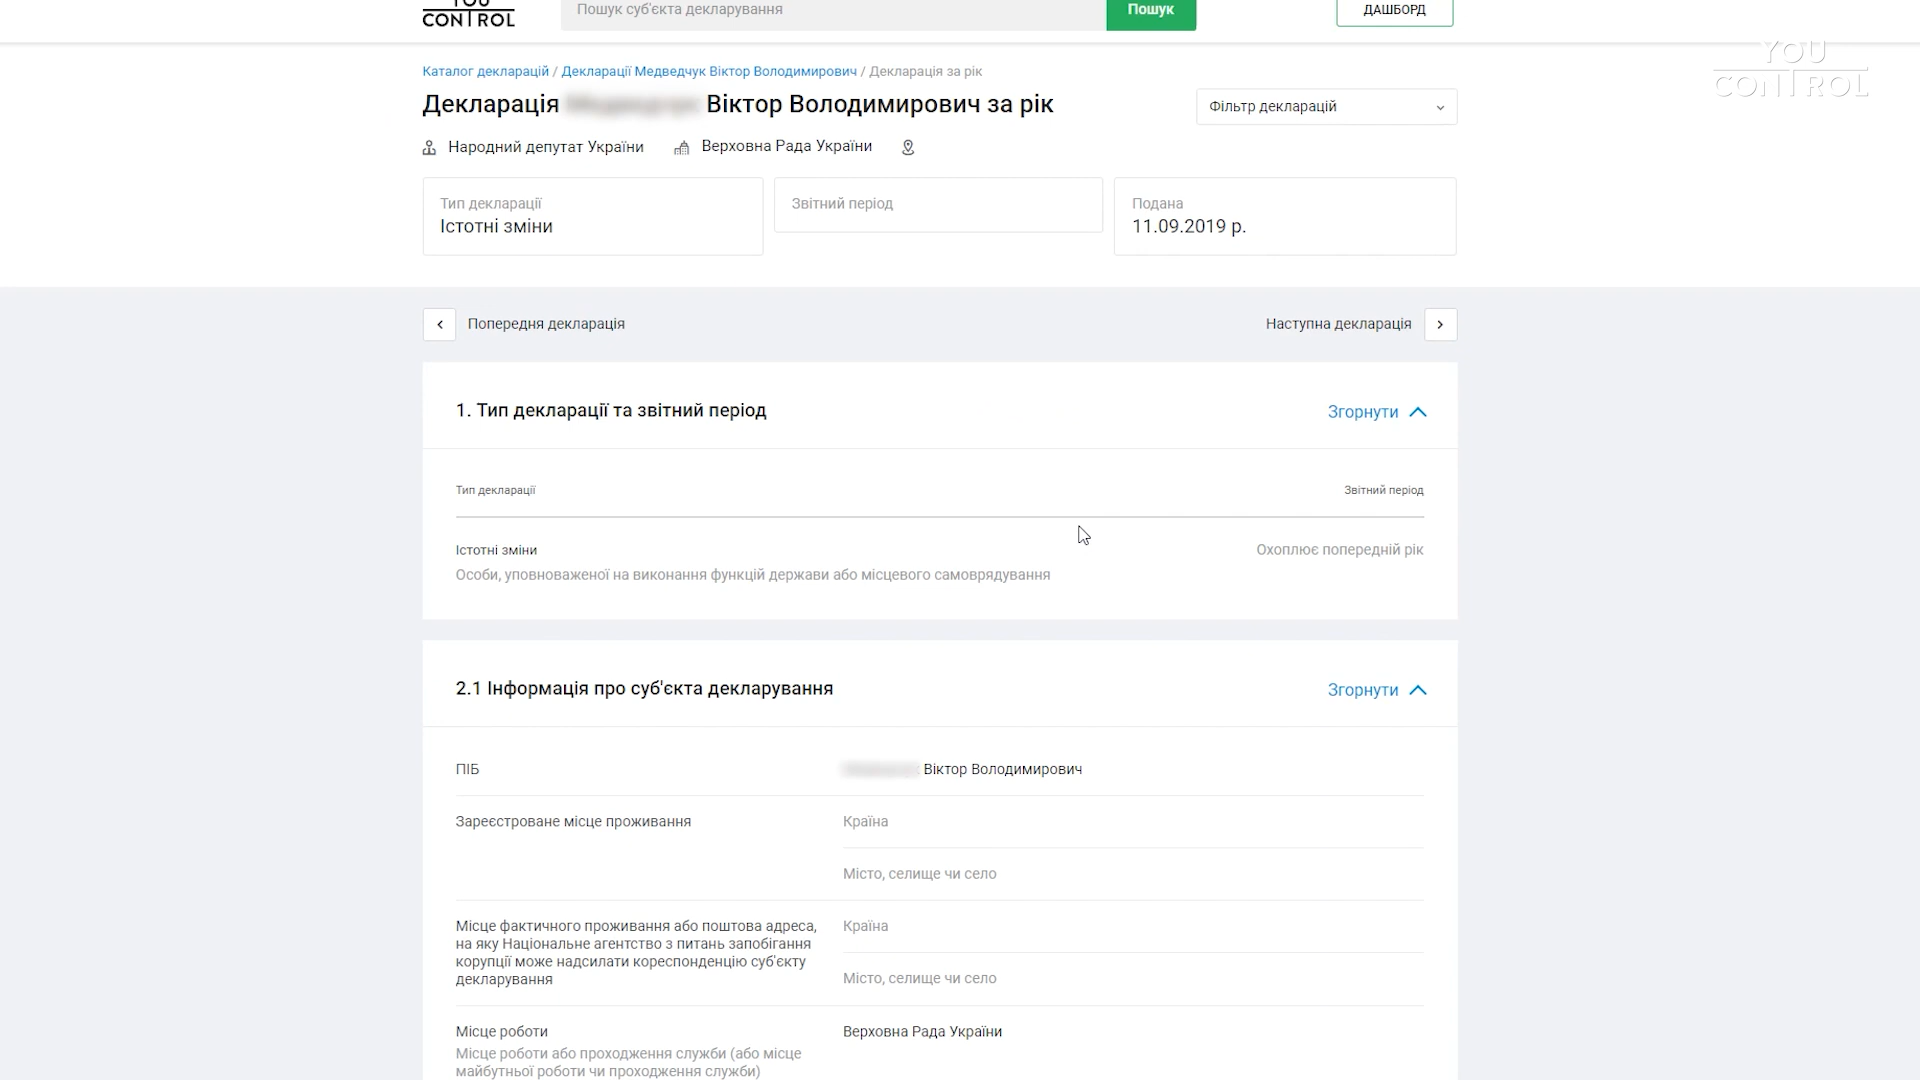 YOU
CONTROL
Пошук суб'єкта декларування
Пошук
ДАШБОРД
YOU
CONTROL
Каталог декларацій / Декларації Медведчук Віктор Володимирович / Декларація за рік
Декларація Віктор Володимирович за рік
Фільтр декларацій
Народний депутат України
Верховна Рада України
Тип декларації
Істотні зміни
Звітний період
Подана
11.09.2019 р.
Попередня декларація
Наступна декларація
1. Тип декларації та звітний період
Згорнути
Тип декларації
Звітний період
Істотні зміни
Охоплює попередній рік
Особи, уповноваженої на виконання функцій держави або місцевого самоврядування
2.1 Інформація про суб'єкта декларування
Згорнути
ПІБ
Віктор Володимирович
Зареєстроване місце проживання
Країна
Місто, селище чи село
Місце фактичного проживання або поштова адреса,
на яку Національне агентство з питань запобігання
корупції може надсилати кореспонденцію суб'єкту
декларування
Країна
Місто, селище чи село
Місце роботи
Верховна Рада України
Місце роботи або проходження служби (або місце
майбутньої роботи чи проходження служби)